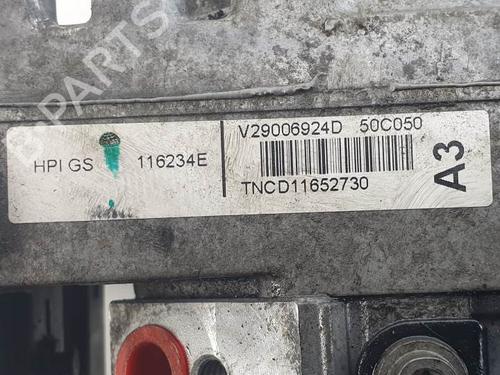 B-PARTS
HPI GS 116234E
V29006924D 50C050
TNCD11652730
A3